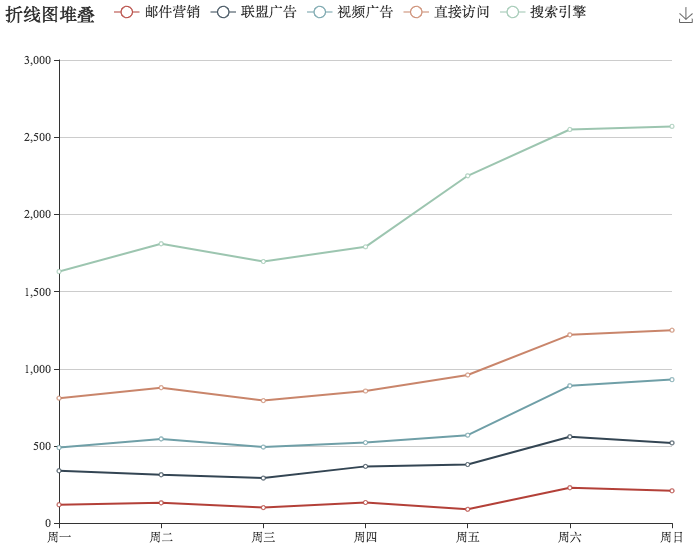 折线图堆叠
邮件营销 联盟广告 视频广告 直接访问 搜索引擎
3,000
2,500
2,000
1,500
1,000
500
0
周一 周二 周三 周四 周五 周六 周日